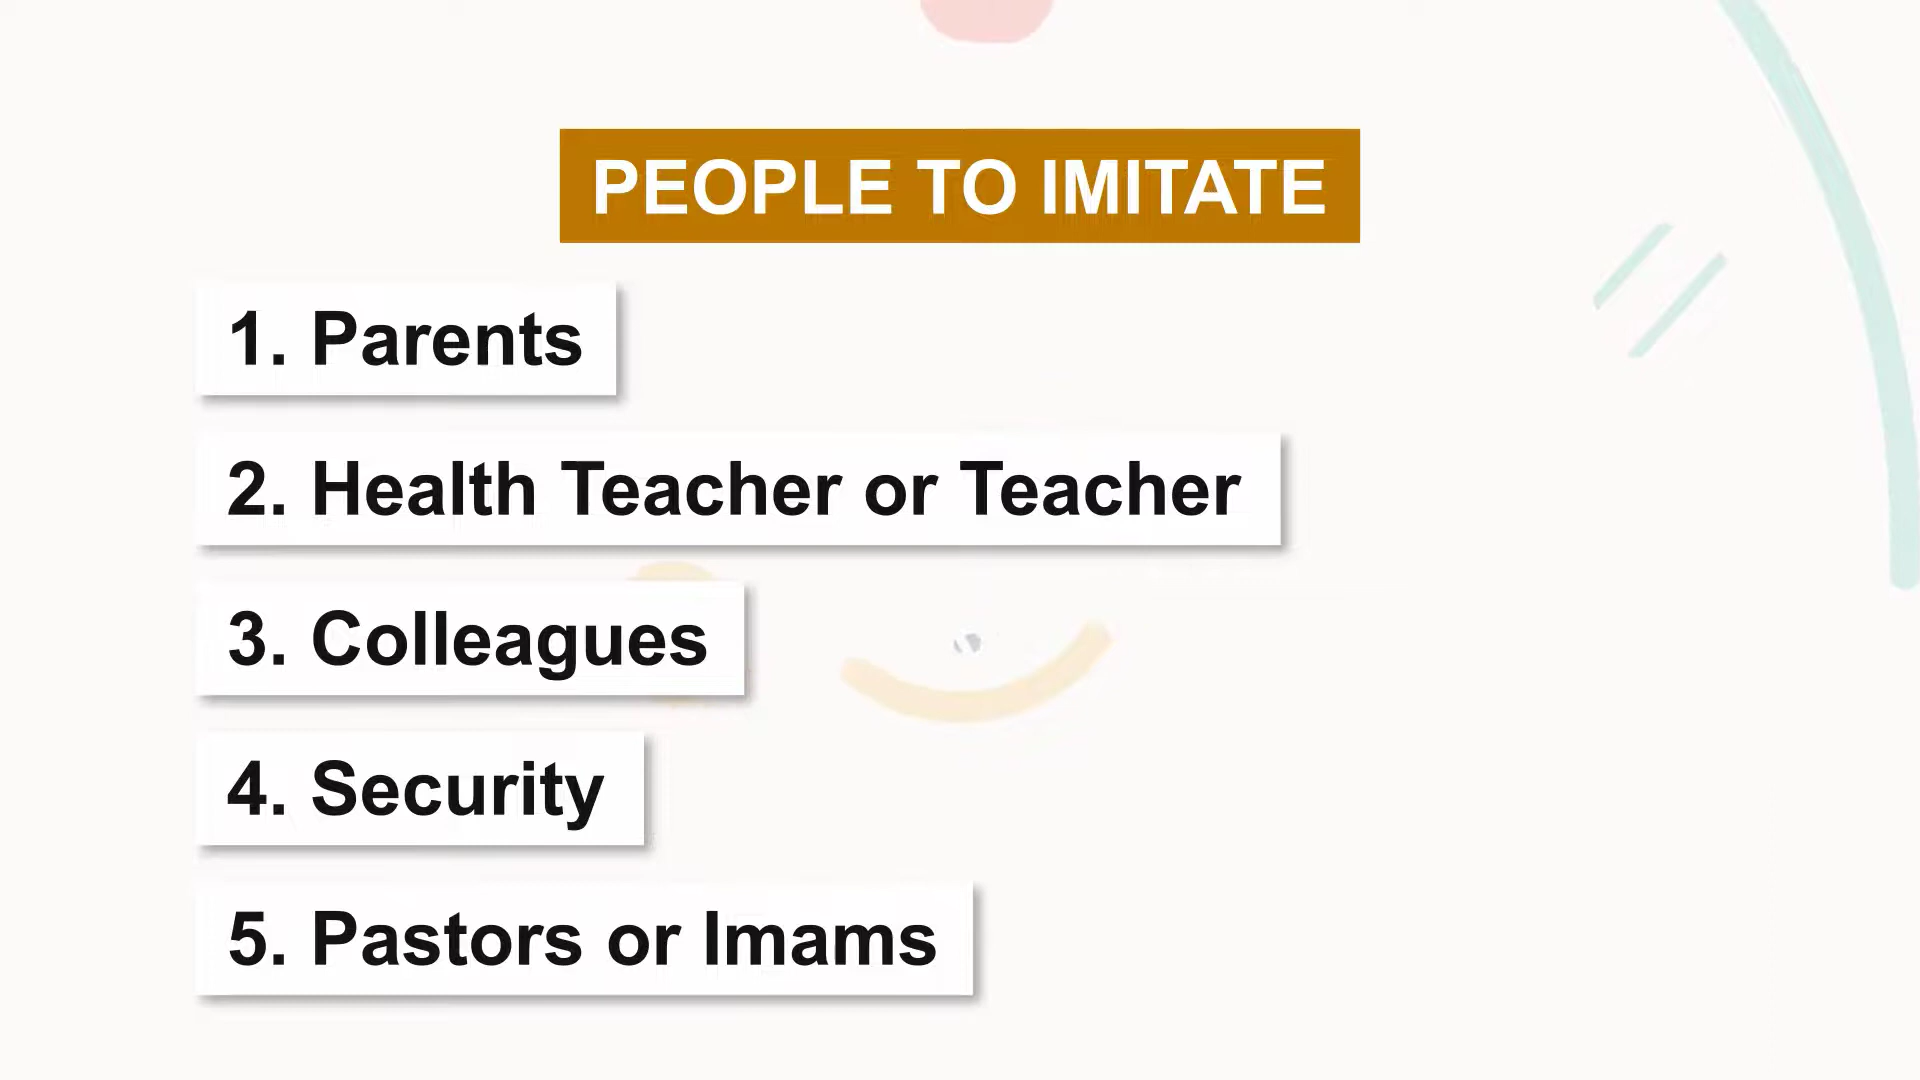 PEOPLE TO IMITATE
1. Parents
2. Health Teacher or Teacher
3. Colleagues
4. Security
5. Pastors or Imams